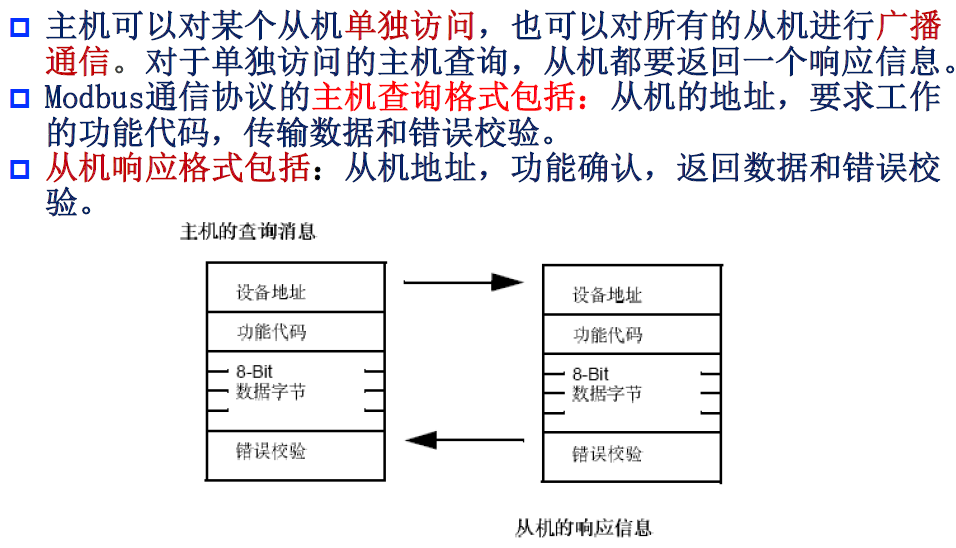 主机可以对某个从机单独访问，也可以对所有的从机进行广播
通信。对于单独访问的主机查询，从机都要返回一个响应信息。
Modbus通信协议的主机查询格式包括：从机的地址，要求工作
的功能代码，传输数据和错误校验。
从机响应格式包括：从机地址，功能确认，返回数据和错误校
验。
主机的查询消息
设备地址
功能代码
8-Bit
数据字节
错误校验
设备地址
功能代码
8-Bit
数据字节
错误校验
从机的响应信息